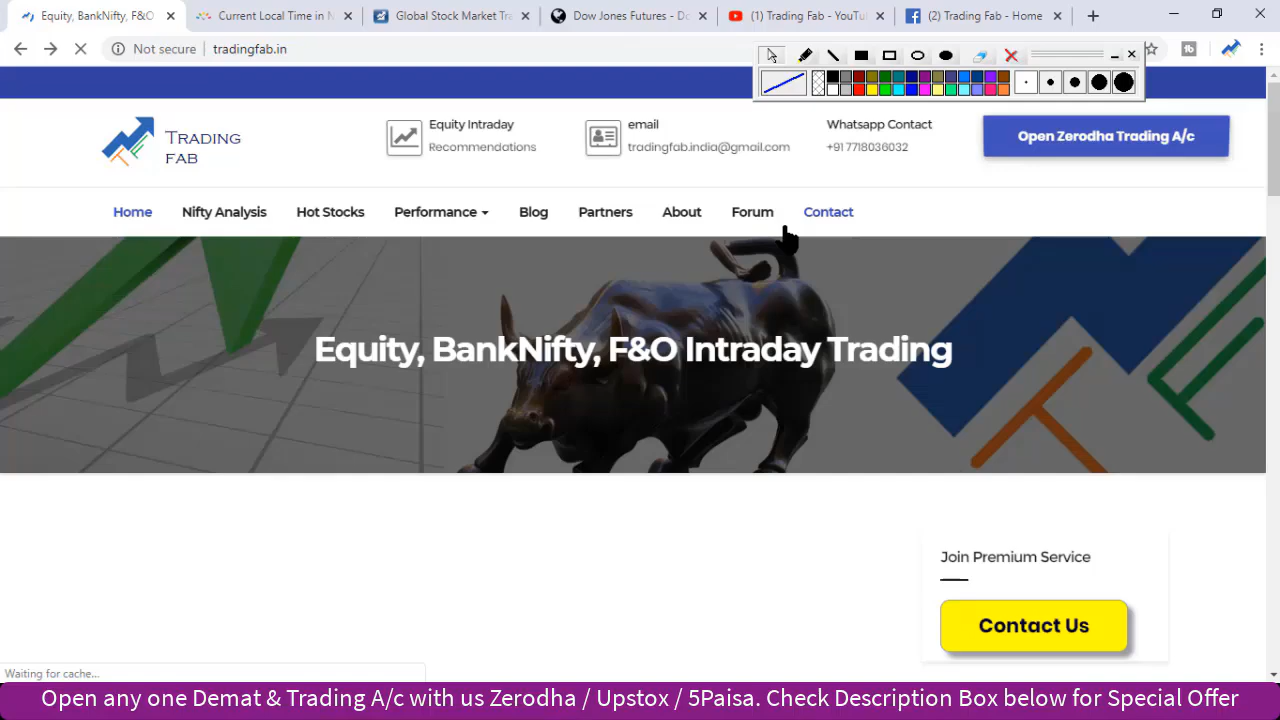 Equity, BankNifty, F&O
Current Local Time in N
Global Stock Market Tr
Dow Jones Futures - Do
(1) Trading Fab - YouTu
(2) Trading Fab - Home
Not secure
tradingfab.in
TRADING
FAB
Equity Intraday
Recommendations
email
tradingfab.india@gmail.com
Whatsapp Contact
+91 7718036032
Open Zerodha Trading A/c
Home
Nifty Analysis
Hot Stocks
Performance
Blog
Partners
About
Forum
Contact
Equity, BankNifty, F&O Intraday Trading
Join Premium Service
Contact Us
Waiting for cache...
Open any one Demat & Trading A/c with us Zerodha / Upstox / 5Paisa. Check Description Box below for Special Offer